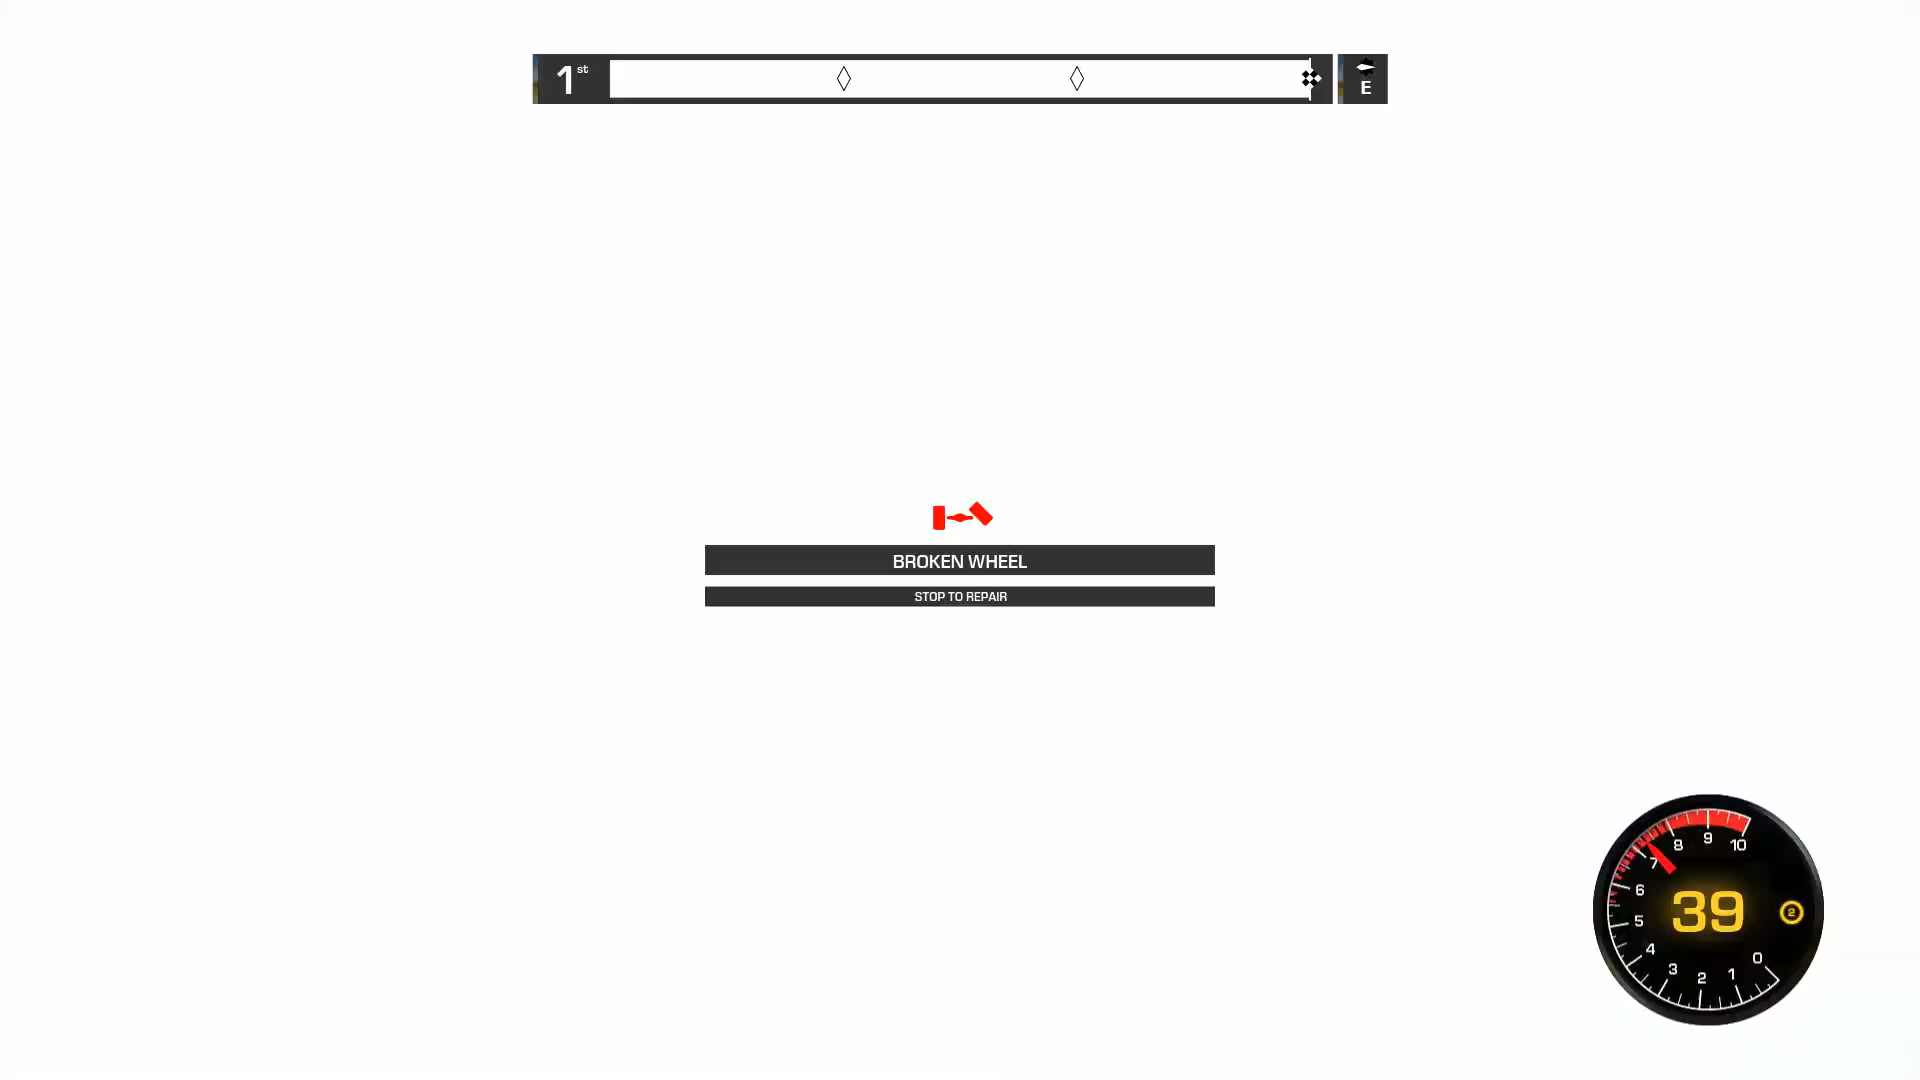 1st
E
BROKEN WHEEL
STOP TO REPAIR
0 1 2 3 4 5 6 7 8 9 10
39
2